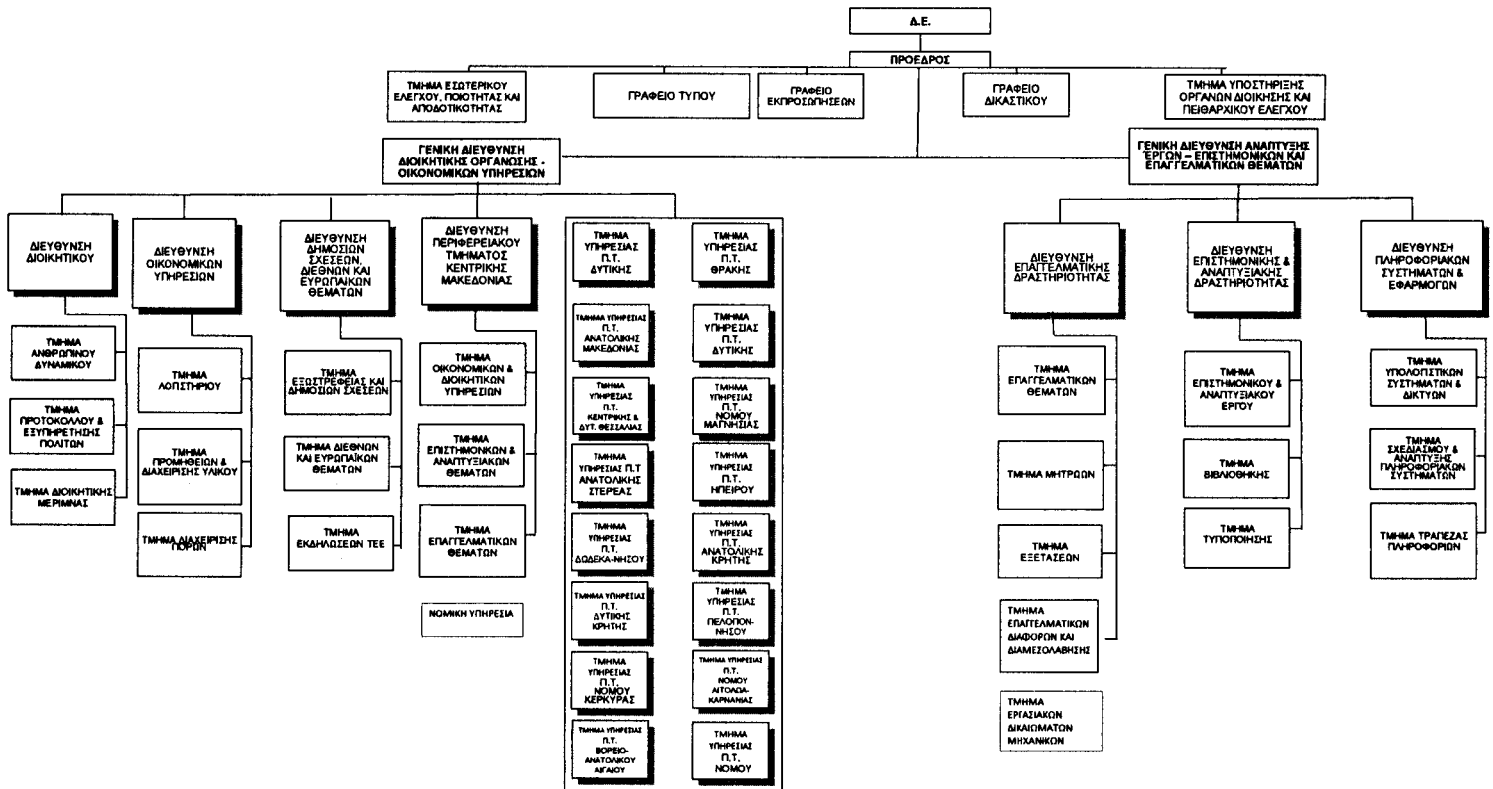 Δ.Ε.
ΠΡΟΕΔΡΟΣ
ΤΜΗΜΑ ΕΣΩΤΕΡΙΚΟΥ
ΕΛΕΓΧΟΥ, ΠΟΙΟΤΗΤΑΣ ΚΑΙ
ΑΠΟΔΟΤΙΚΟΤΗΤΑΣ
ΓΡΑΦΕΙΟ ΤΥΠΟΥ
ΓΡΑΦΕΙΟ
ΕΚΠΡΟΣΩΠΗΣΕΩΝ
ΓΡΑΦΕΙΟ
ΔΙΚΑΣΤΙΚΟΥ
ΤΜΗΜΑ ΥΠΟΣΤΗΡΙΞΗΣ
ΟΡΓΑΝΩΝ ΔΙΟΙΚΗΣΗΣ ΚΑΙ
ΠΕΙΘΑΡΧΙΚΟΥ ΕΛΕΓΧΟΥ
ΓΕΝΙΚΗ ΔΙΕΥΘΥΝΣΗ
ΔΙΟΙΚΗΤΙΚΗΣ ΟΡΓΑΝΩΣΗΣ -
ΟΙΚΟΝΟΜΙΚΩΝ ΥΠΗΡΕΣΙΩΝ
ΓΕΝΙΚΗ ΔΙΕΥΘΥΝΣΗ ΑΝΑΠΤΥΞΗΣ
ΈΡΓΩΝ – ΕΠΙΣΤΗΜΟΝΙΚΩΝ ΚΑΙ
ΕΠΑΓΓΕΛΜΑΤΙΚΩΝ ΘΕΜΑΤΩΝ
ΔΙΕΥΘΥΝΣΗ
ΔΙΟΙΚΗΤΙΚΟΥ
ΤΜΗΜΑ
ΑΝΘΡΩΠΙΝΟΥ
ΔΥΝΑΜΙΚΟΥ
ΤΜΗΜΑ
ΠΡΟΤΟΚΟΛΛΟΥ &
ΕΞΥΠΗΡΕΤΗΣΗΣ
ΠΟΛΙΤΩΝ
ΤΜΗΜΑ ΔΙΟΙΚΗΤΙΚΗΣ
ΜΕΡΙΜΝΑΣ
ΔΙΕΥΘΥΝΣΗ
ΟΙΚΟΝΟΜΙΚΩΝ
ΥΠΗΡΕΣΙΩΝ
ΤΜΗΜΑ
ΛΟΓΙΣΤΗΡΙΟΥ
ΤΜΗΜΑ
ΠΡΟΜΗΘΕΙΩΝ &
ΔΙΑΧΕΙΡΙΣΗΣ ΥΛΙΚΟΥ
ΤΜΗΜΑ ΔΙΑΧΕΙΡΙΣΗΣ
ΠΟΡΩΝ
ΔΙΕΥΘΥΝΣΗ
ΔΗΜΟΣΙΩΝ
ΣΧΕΣΕΩΝ,
ΔΙΕΘΝΩΝ ΚΑΙ
ΕΥΡΩΠΑΪΚΩΝ
ΘΕΜΑΤΩΝ
ΤΜΗΜΑ
ΕΞΩΣΤΡΕΦΕΙΑΣ ΚΑΙ
ΔΗΜΟΣΙΩΝ ΣΧΕΣΕΩΝ
ΤΜΗΜΑ ΔΙΕΘΝΩΝ
ΚΑΙ ΕΥΡΩΠΑΪΚΩΝ
ΘΕΜΑΤΩΝ
ΤΜΗΜΑ
ΕΚΔΗΛΩΣΕΩΝ ΤΕΕ
ΔΙΕΥΘΥΝΣΗ
ΠΕΡΙΦΕΡΕΙΑΚΟΥ
ΤΜΗΜΑΤΟΣ
ΚΕΝΤΡΙΚΗΣ
ΜΑΚΕΔΟΝΙΑΣ
ΤΜΗΜΑ
ΟΙΚΟΝΟΜΙΚΩΝ &
ΔΙΟΙΚΗΤΙΚΩΝ
ΥΠΗΡΕΣΙΩΝ
ΤΜΗΜΑ
ΕΠΙΣΤΗΜΟΝΚΩΝ &
ΑΝΑΠΤΥΞΙΑΚΩΝ
ΘΕΜΑΤΩΝ
ΤΜΗΜΑ
ΕΠΑΓΓΕΛΜΑΤΙΚΩΝ
ΘΕΜΑΤΩΝ
ΝΟΜΙΚΗ ΥΠΗΡΕΣΙΑ
ΤΜΗΜΑ
ΥΠΗΡΕΣΙΑΣ
Π.Τ.
ΔΥΤΙΚΗΣ
ΤΜΗΜΑ
ΥΠΗΡΕΣΙΑΣ
Π.Τ.
ΘΡΑΚΗΣ
ΤΜΗΜΑ ΥΠΗΡΕΣΙΑΣ
Π.Τ.
ΑΝΑΤΟΛΙΚΗΣ
ΜΑΚΕΔΟΝΙΑΣ
ΤΜΗΜΑ
ΥΠΗΡΕΣΙΑΣ
Π.Τ.
ΔΥΤΙΚΗΣ
ΤΜΗΜΑ
ΥΠΗΡΕΣΙΑΣ
Π.Τ.
ΚΕΝΤΡΙΚΗΣ &
ΔΥΤ. ΘΕΣΣΑΛΙΑΣ
ΤΜΗΜΑ
ΥΠΗΡΕΣΙΑΣ
Π.Τ.
ΝΟΜΟΥ
ΜΑΓΝΗΣΙΑΣ
ΤΜΗΜΑ
ΥΠΗΡΕΣΙΑΣ Π.Τ
ΑΝΑΤΟΛΙΚΗΣ
ΣΤΕΡΕΑΣ
ΤΜΗΜΑ
ΥΠΗΡΕΣΙΑΣ
Π.Τ.
ΗΠΕΙΡΟΥ
ΤΜΗΜΑ
ΥΠΗΡΕΣΙΑΣ
Π.Τ.
ΔΩΔΕΚΑ-ΝΗΣΟΥ
ΤΜΗΜΑ
ΥΠΗΡΕΣΙΑΣ
Π.Τ.
ΑΝΑΤΟΛΙΚΗΣ
ΚΡΗΤΗΣ
ΤΜΗΜΑ ΥΠΗΡΕΣΙΑΣ
Π.Τ.
ΔΥΤΙΚΗΣ
ΚΡΗΤΗΣ
ΤΜΗΜΑ
ΥΠΗΡΕΣΙΑΣ
Π.Τ.
ΠΕΛΟΠΟΝ-
ΝΗΣΟΥ
ΤΜΗΜΑ
ΥΠΗΡΕΣΙΑΣ
Π.Τ.
ΝΟΜΟΥ
ΚΕΡΚΥΡΑΣ
ΤΜΗΜΑ ΥΠΗΡΕΣΙΑΣ
Π.Τ.
ΝΟΜΟΥ
ΑΙΤΩΛΩΑ-
ΚΑΡΝΑΝΙΑΣ
ΤΜΗΜΑ ΥΠΗΡΕΣΙΑΣ
Π.Τ.
ΒΟΡΕΙΟ-
ΑΝΑΤΟΛΙΚΟΥ
ΑΙΓΑΙΟΥ
ΤΜΗΜΑ
ΥΠΗΡΕΣΙΑΣ
Π.Τ.
ΝΟΜΟΥ
ΔΙΕΥΘΥΝΣΗ
ΕΠΑΓΓΕΛΜΑΤΙΚΗΣ
ΔΡΑΣΤΗΡΙΟΤΗΤΑΣ
ΤΜΗΜΑ
ΕΠΑΓΓΕΛΜΑΤΙΚΩΝ
ΘΕΜΑΤΩΝ
ΤΜΗΜΑ ΜΗΤΡΩΩΝ
ΤΜΗΜΑ
ΕΞΕΤΑΣΕΩΝ
ΤΜΗΜΑ
ΕΠΑΓΓΕΛΜΑΤΙΚΩΝ
ΔΙΑΦΟΡΩΝ ΚΑΙ
ΔΙΑΜΕΣΟΛΑΒΗΣΗΣ
ΤΜΗΜΑ
ΕΡΓΑΣΙΑΚΩΝ
ΔΙΚΑΙΩΜΑΤΩΝ
ΜΗΧΑΝΙΚΩΝ
ΔΙΕΥΘΥΝΣΗ
ΕΠΙΣΤΗΜΟΝΙΚΗΣ &
ΑΝΑΠΤΥΞΙΑΚΗΣ
ΔΡΑΣΤΗΡΙΟΤΗΤΑΣ
ΤΜΗΜΑ
ΕΠΙΣΤΗΜΟΝΙΚΟΥ &
ΑΝΑΠΤΥΞΙΑΚΟΥ
ΕΡΓΟΥ
ΤΜΗΜΑ
ΒΙΒΛΙΟΘΗΚΗΣ
ΤΜΗΜΑ
ΤΥΠΟΠΟΙΗΣΗΣ
ΔΙΕΥΘΥΝΣΗ
ΠΛΗΡΟΦΟΡΙΑΚΩΝ
ΣΥΣΤΗΜΑΤΩΝ &
ΕΦΑΡΜΟΓΩΝ
ΤΜΗΜΑ
ΥΠΟΛΟΓΙΣΤΙΚΩΝ
ΣΥΣΤΗΜΑΤΩΝ &
ΔΙΚΤΥΩΝ
ΤΜΗΜΑ
ΣΧΕΔΙΑΣΜΟΥ &
ΑΝΑΠΤΥΞΗΣ
ΠΛΗΡΟΦΟΡΙΑΚΩΝ
ΣΥΣΤΗΜΑΤΩΝ
ΤΜΗΜΑ ΤΡΑΠΕΖΑΣ
ΠΛΗΡΟΦΟΡΙΩΝ